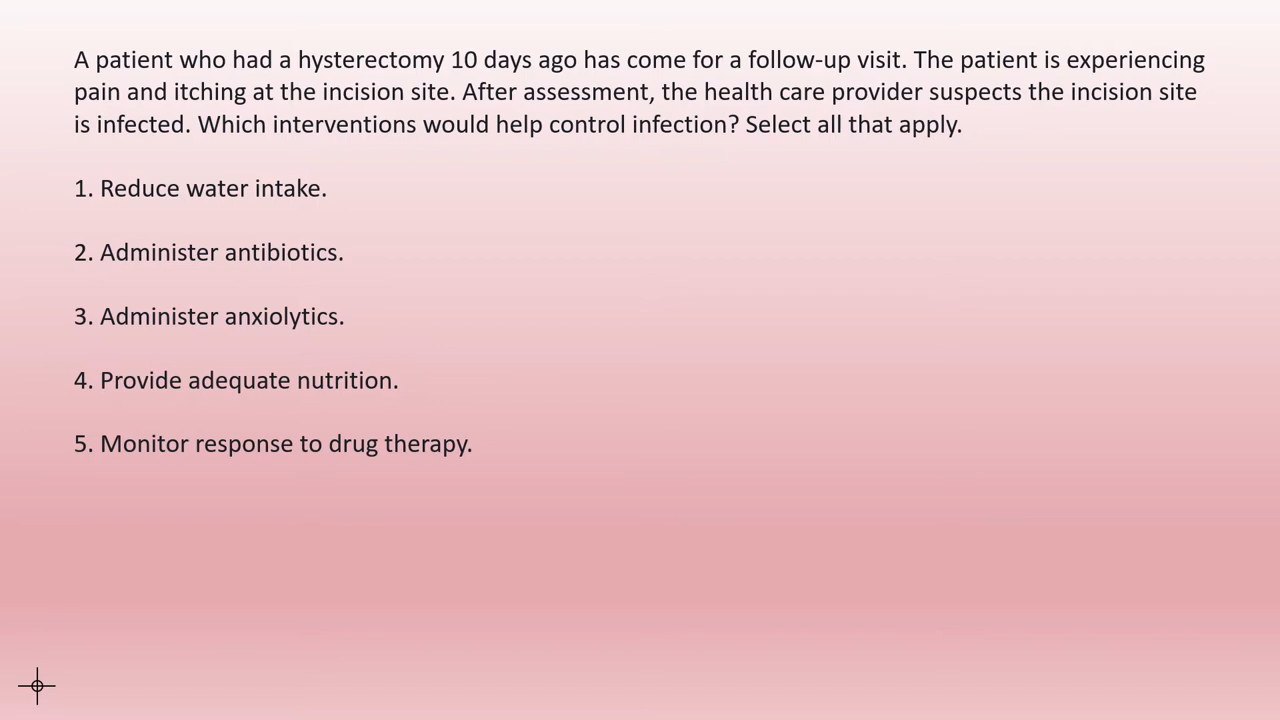 A patient who had a hysterectomy 10 days ago has come for a follow-up visit. The patient is experiencing
pain and itching at the incision site. After assessment, the health care provider suspects the incision site
is infected. Which interventions would help control infection? Select all that apply.
1. Reduce water intake.
2. Administer antibiotics.
3. Administer anxiolytics.
4. Provide adequate nutrition.
5. Monitor response to drug therapy.